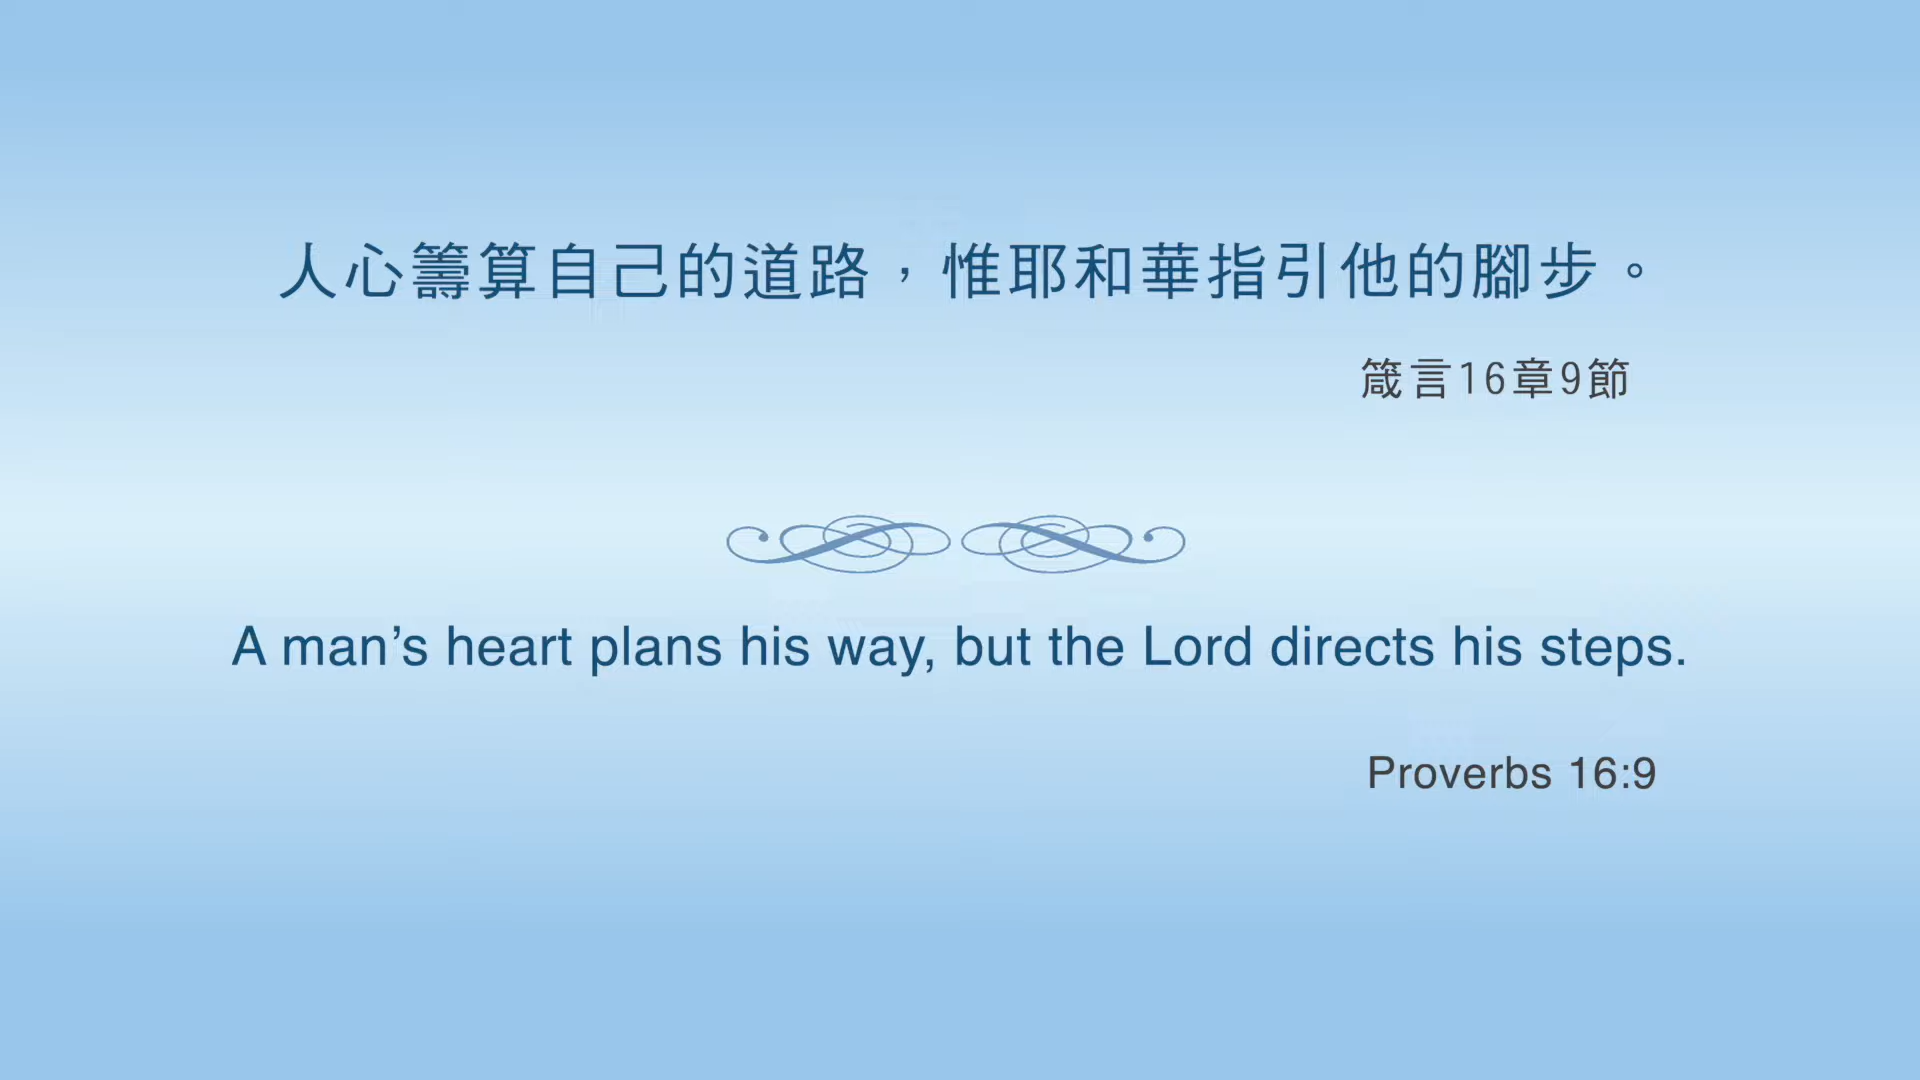 人心籌算自己的道路，惟耶和華指引他的腳步。
箴言16章9節
A man’s heart plans his way, but the Lord directs his steps.
Proverbs 16:9